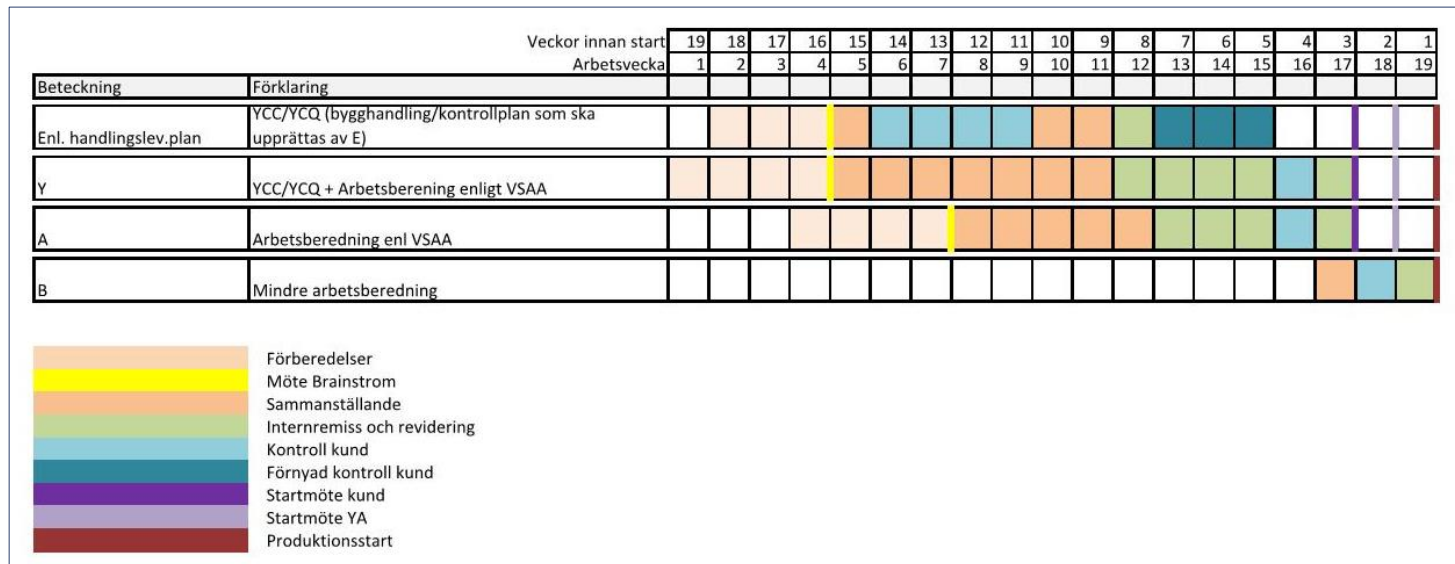 Veckor innan start 19 18 17 16 15 14 13 12 11 10 9 8 7 6 5 4 3 2 1
Arbetsvecka 1 2 3 4 5 6 7 8 9 10 11 12 13 14 15 16 17 18 19
Beteckning Förklaring
Enl. handlingslev.plan YCC/YCQ (bygghandling/kontrollplan som ska
upprättas av E)
Y YCC/YCQ + Arbetsberening enligt VSAA
A Arbetsberedning enl VSAA
B Mindre arbetsberedning
Förberedelser
Möte Brainstrom
Sammanställande
Internremiss och revidering
Kontroll kund
Förnyad kontroll kund
Startmöte kund
Startmöte YA
Produktionsstart